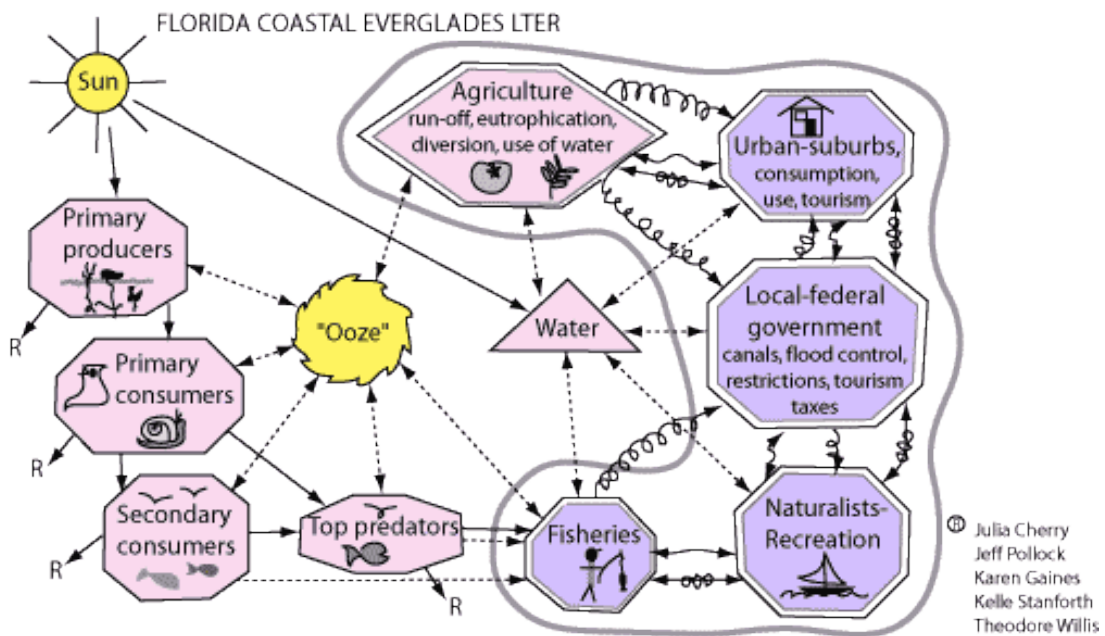 FLORIDA COASTAL EVERGLADES LTER
Sun
Agriculture
run-off, eutrophication,
diversion, use of water
Urban-suburbs,
consumption,
use, tourism
Primary
producers
R
"Ooze"
Water
Local-federal
government
canals, flood control,
restrictions, tourism
taxes
Primary
consumers
R
Secondary
consumers
R
Top predators
R
Fisheries
Naturalists-
Recreation
®
Julia Cherry
Jeff Pollock
Karen Gaines
Kelle Stanforth
Theodore Willis